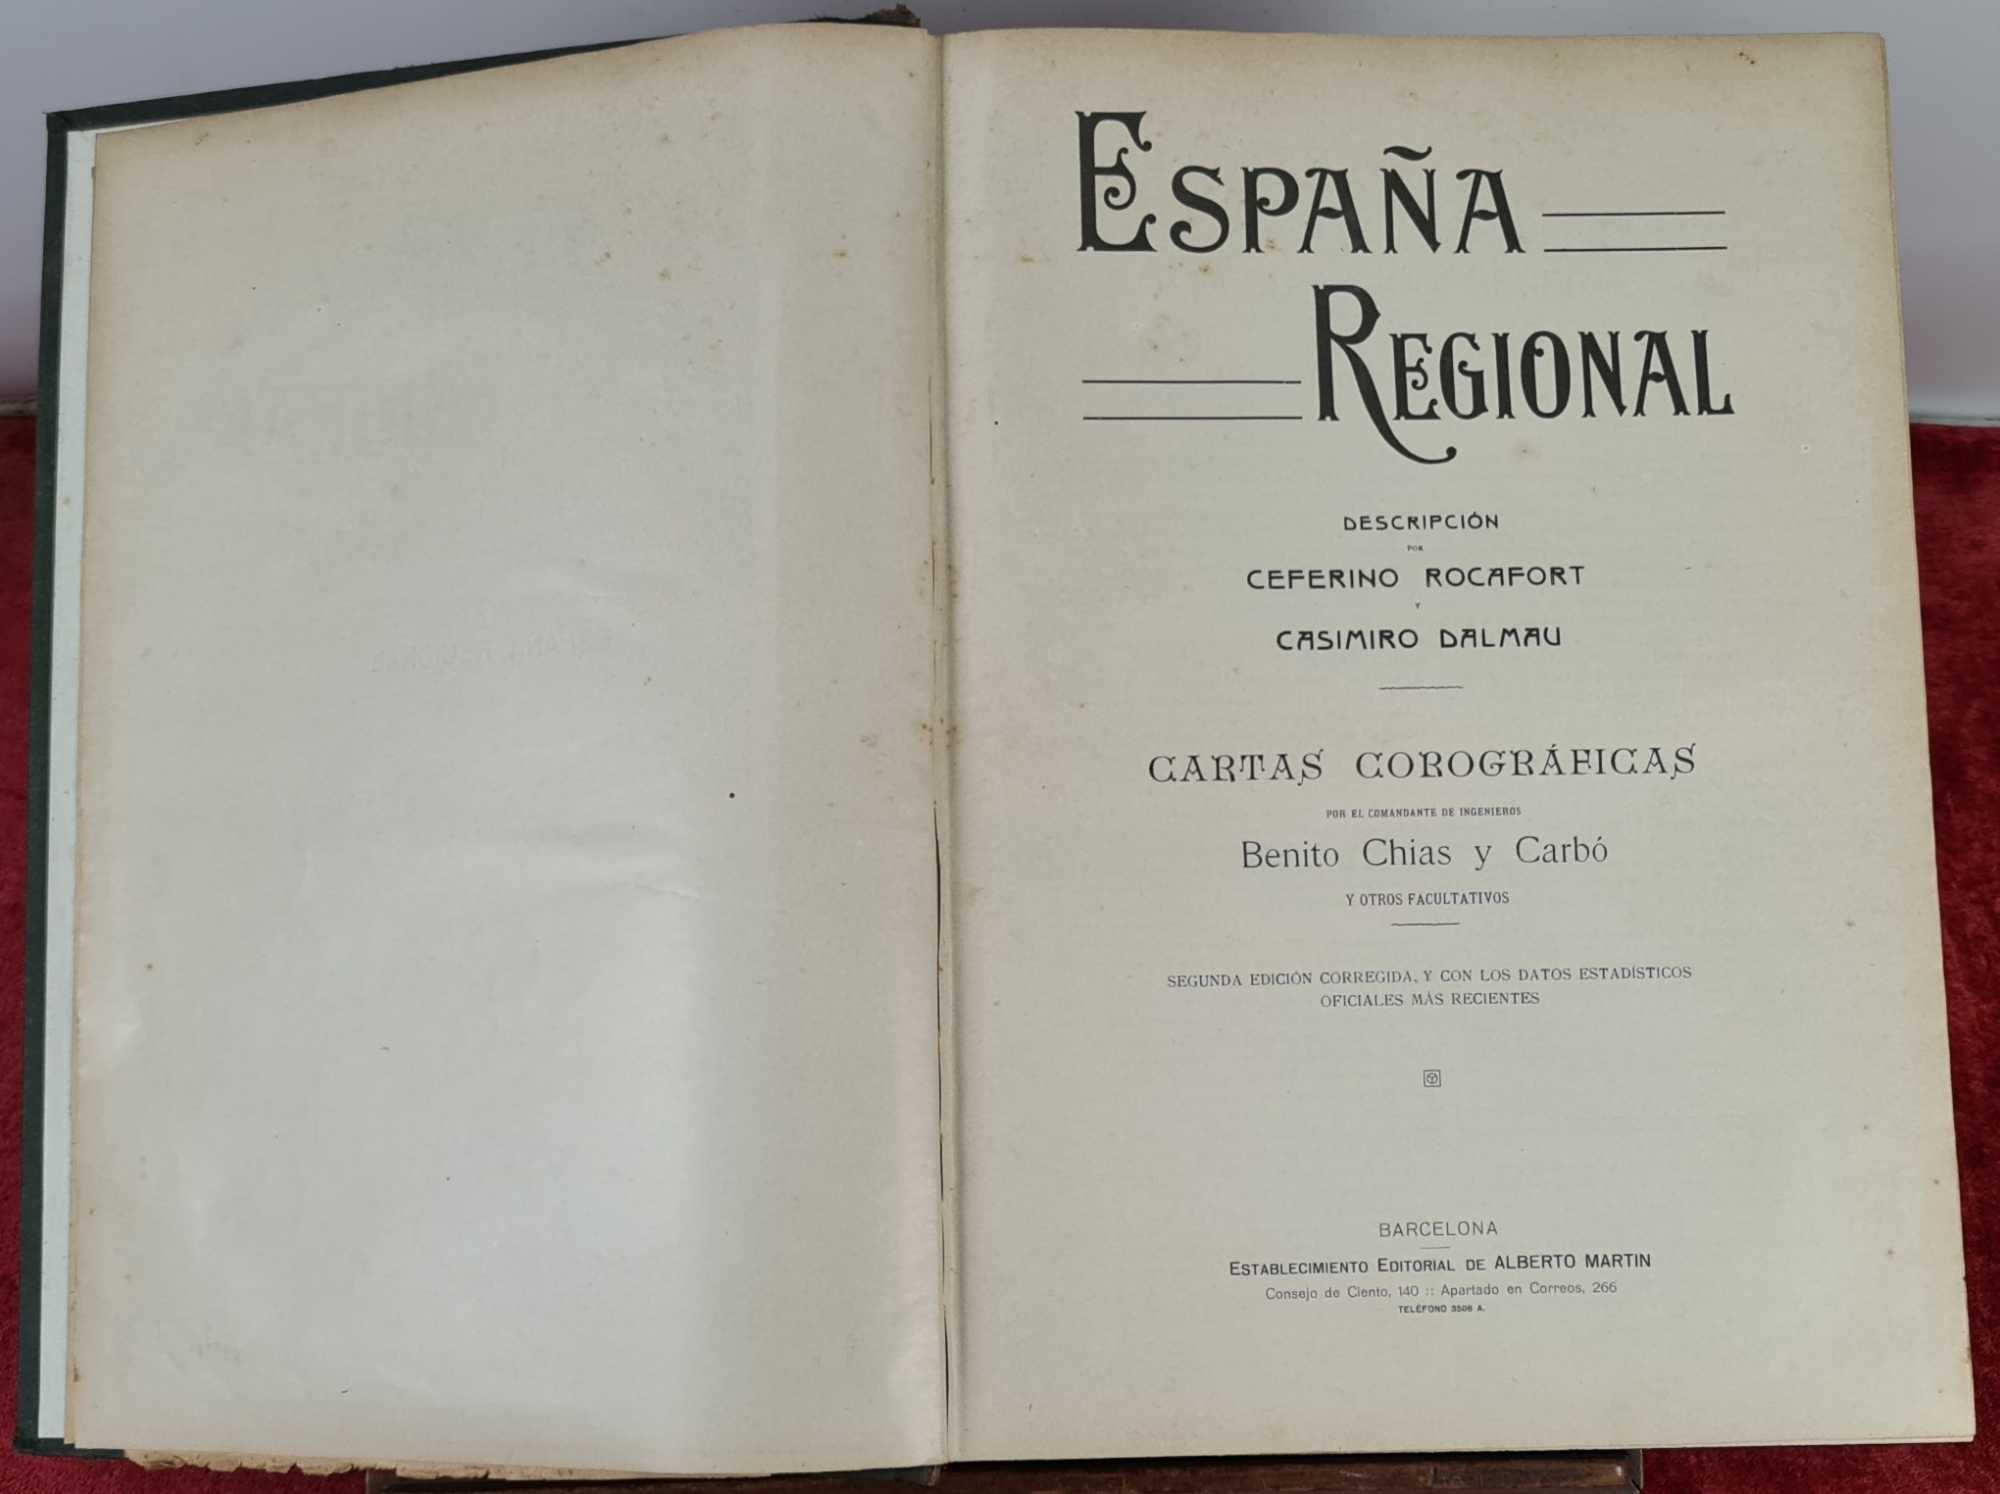 ESPAÑA
REGIONAL
DESCRIPCIÓN
POR
CEFERINO ROCAFORT
Y
CASIMIRO DALMAU
CARTAS COROGRÁFICAS
POR EL COMANDANTE DE INGENIEROS
Benito Chias y Carbó
Y OTROS FACULTATIVOS
SEGUNDA EDICIÓN CORREGIDA, Y CON LOS DATOS ESTADÍSTICOS
OFICIALES MÁS RECIENTES
BARCELONA
ESTABLECIMIENTO EDITORIAL DE ALBERTO MARTIN
Consejo de Ciento, 140 :: Apartado en Correos, 266
TELÉFONO 3506 A.